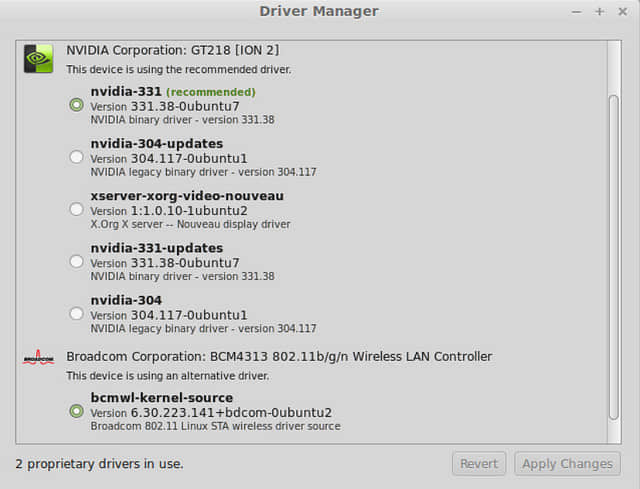 Driver Manager
NVIDIA Corporation: GT218 [ION 2]
This device is using the recommended driver.
nvidia-331 (recommended)
Version 331.38-0ubuntu7
NVIDIA binary driver - version 331.38
nvidia-304-updates
Version 304.117-0ubuntu1
NVIDIA legacy binary driver - version 304.117
xserver-xorg-video-nouveau
Version 1:1.0.10-1ubuntu2
X.Org X server -- Nouveau display driver
nvidia-331-updates
Version 331.38-0ubuntu7
NVIDIA binary driver - version 331.38
nvidia-304
Version 304.117-0ubuntu1
NVIDIA legacy binary driver - version 304.117
BROADCOM
Broadcom Corporation: BCM4313 802.11b/g/n Wireless LAN Controller
This device is using an alternative driver.
bcmwl-kernel-source
Version 6.30.223.141+bdcom-0ubuntu2
Broadcom 802.11 Linux STA wireless driver source
2 proprietary drivers in use.
Revert
Apply Changes